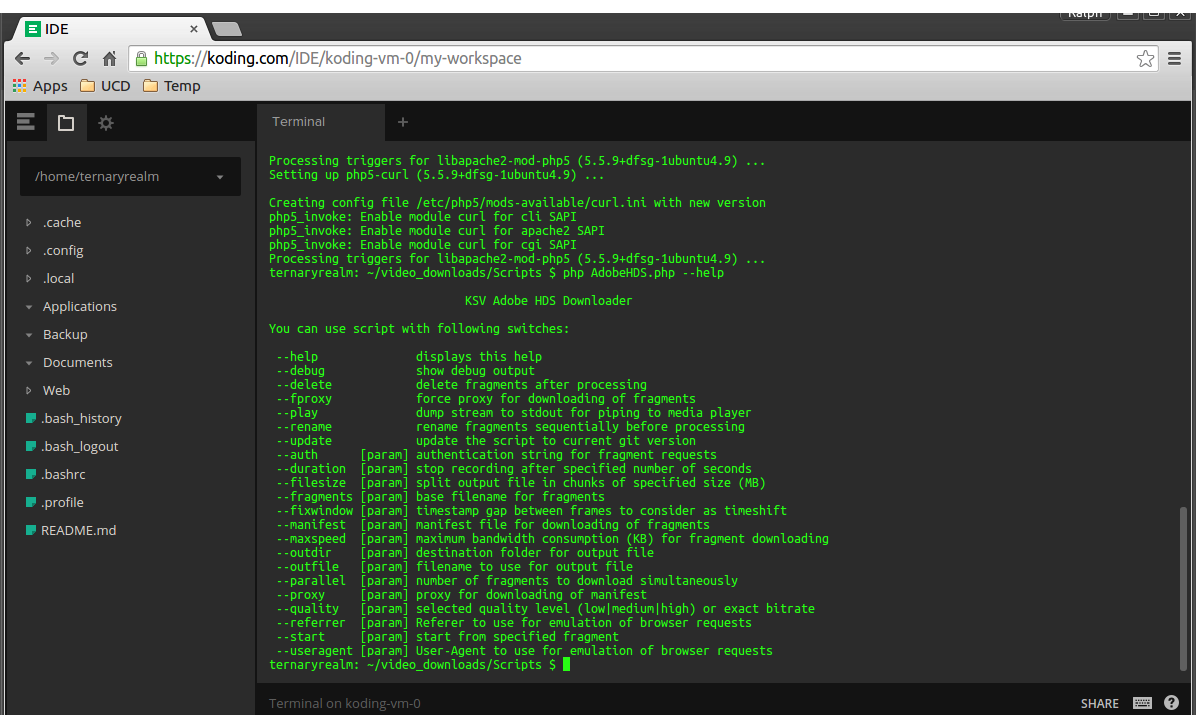 Ralph
IDE
https://koding.com/IDE/koding-vm-0/my-workspace
Apps UCD Temp
Terminal
/home/ternaryrealm
.cache
.config
.local
Applications
Backup
Documents
Web
.bash_history
.bash_logout
.bashrc
.profile
README.md
Processing triggers for libapache2-mod-php5 (5.5.9+dfsg-1ubuntu4.9) ...
Setting up php5-curl (5.5.9+dfsg-1ubuntu4.9) ...
Creating config file /etc/php5/mods-available/curl.ini with new version
php5_invoke: Enable module curl for cli SAPI
php5_invoke: Enable module curl for apache2 SAPI
php5_invoke: Enable module curl for cgi SAPI
Processing triggers for libapache2-mod-php5 (5.5.9+dfsg-1ubuntu4.9) ...
ternaryrealm: ~/video_downloads/Scripts $ php AdobeHDS.php --help
KSV Adobe HDS Downloader
You can use script with following switches:
--help displays this help
--debug show debug output
--delete delete fragments after processing
--fproxy force proxy for downloading of fragments
--play dump stream to stdout for piping to media player
--rename rename fragments sequentially before processing
--update update the script to current git version
--auth [param] authentication string for fragment requests
--duration [param] stop recording after specified number of seconds
--filesize [param] split output file in chunks of specified size (MB)
--fragments [param] base filename for fragments
--fixwindow [param] timestamp gap between frames to consider as timeshift
--manifest [param] manifest file for downloading of fragments
--maxspeed [param] maximum bandwidth consumption (KB) for fragment downloading
--outdir [param] destination folder for output file
--outfile [param] filename to use for output file
--parallel [param] number of fragments to download simultaneously
--proxy [param] proxy for downloading of manifest
--quality [param] selected quality level (low|medium|high) or exact bitrate
--referrer [param] Referer to use for emulation of browser requests
--start [param] start from specified fragment
--useragent [param] User-Agent to use for emulation of browser requests
ternaryrealm: ~/video_downloads/Scripts $
Terminal on koding-vm-0
SHARE